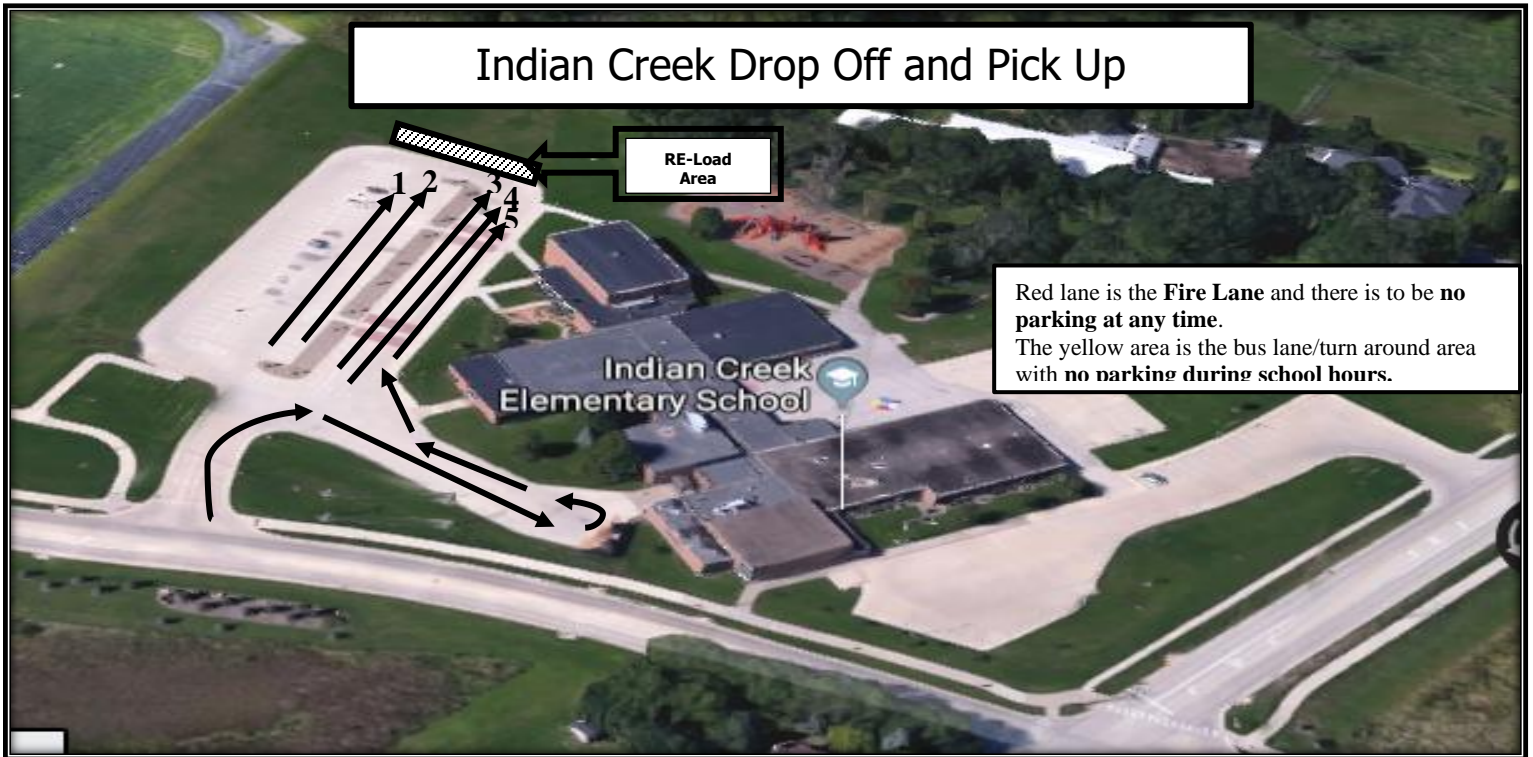 Indian Creek Drop Off and Pick Up
RE-Load
Area
1 2 3
4
5
Red lane is the Fire Lane and there is to be no
parking at any time.
The yellow area is the bus lane/turn around area
with no parking during school hours.
Indian Creek
Elementary School